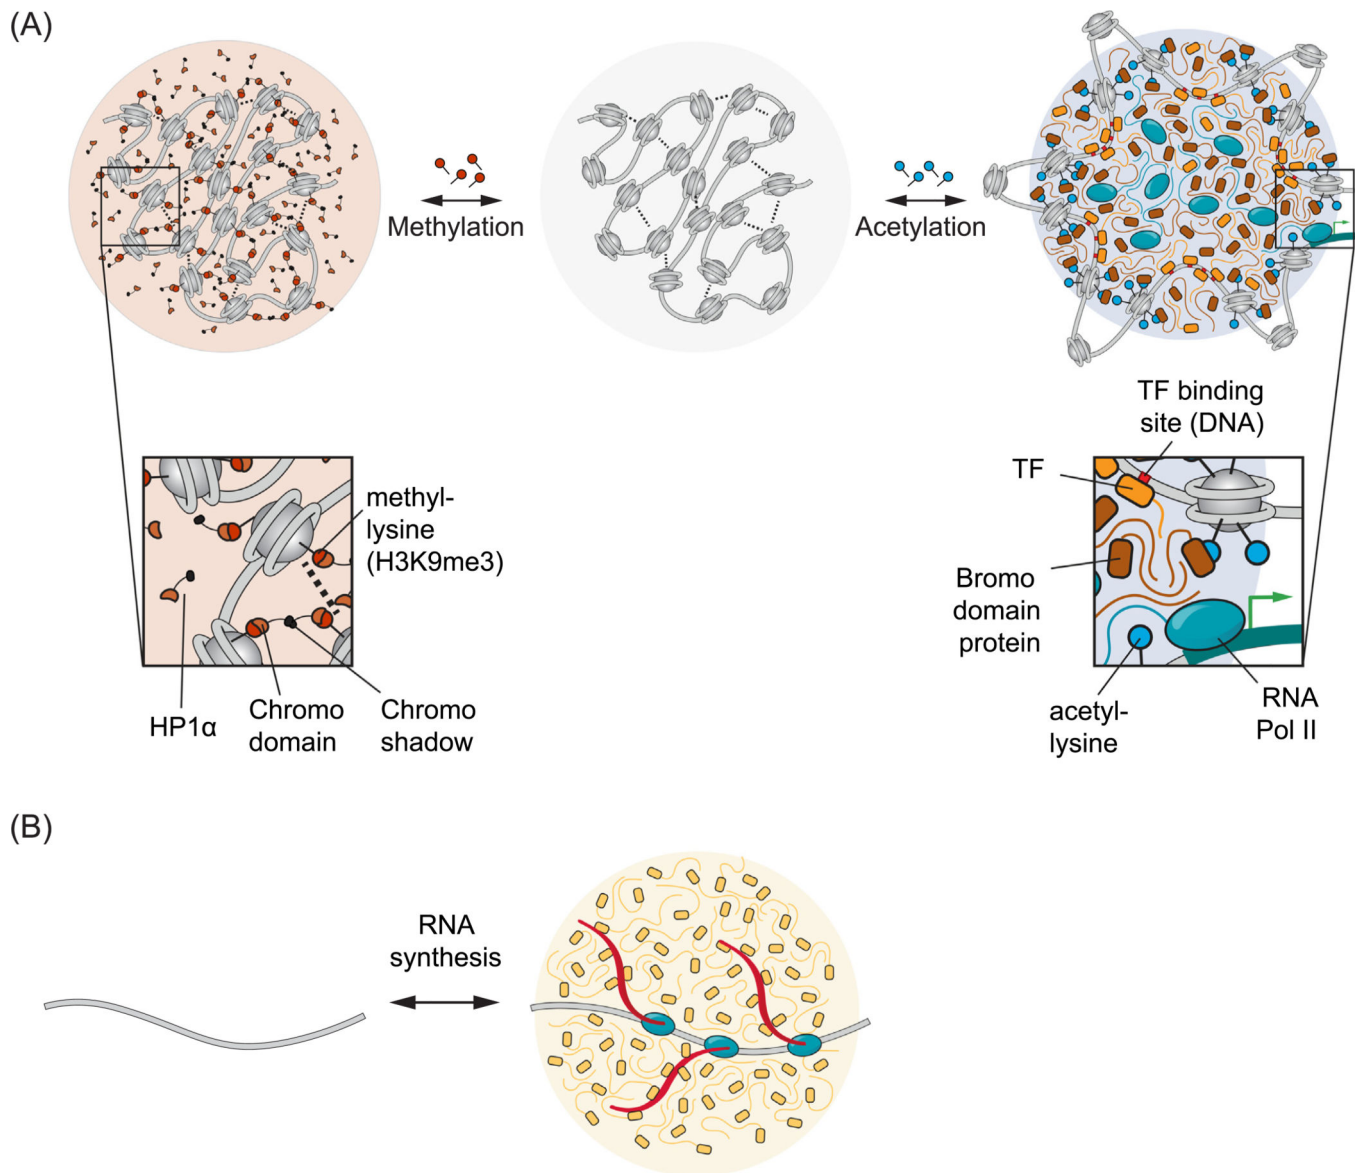 (A)
Methylation
Acetylation
TF binding
site (DNA)
TF
methyl-
lysine
(H3K9me3)
Bromo
domain
protein
HP1α
Chromo
domain
Chromo
shadow
acetyl-
lysine
RNA
Pol II
(B)
RNA
synthesis